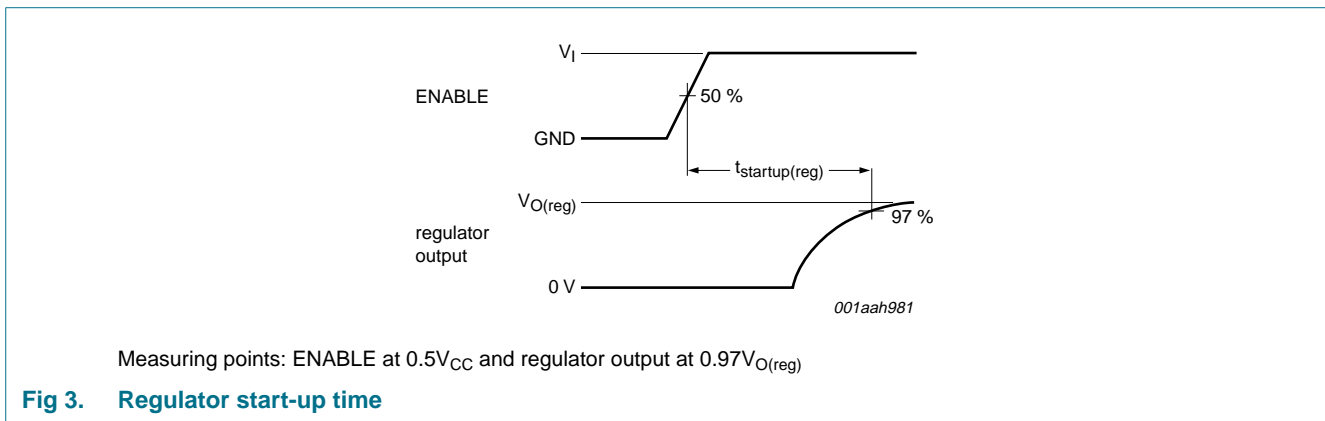 V_I
ENABLE
50 %
GND
t_startup(reg)
V_O(reg)
97 %
regulator
output
0 V
001aah981
Measuring points: ENABLE at 0.5V_CC and regulator output at 0.97V_O(reg)
Fig 3. Regulator start-up time